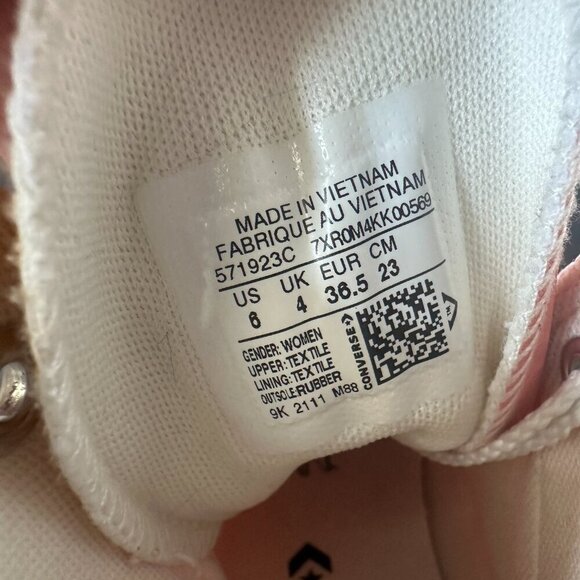 MADE IN VIETNAM
FABRIQUE AU VIETNAM
571923C 7XR0M4KK00569
US UK EUR CM
6 4 36.5 23
GENDER: WOMEN
UPPER: TEXTILE
LINING: TEXTILE
OUTSOLE:RUBBER
9K 2111 M88
CONVERSE